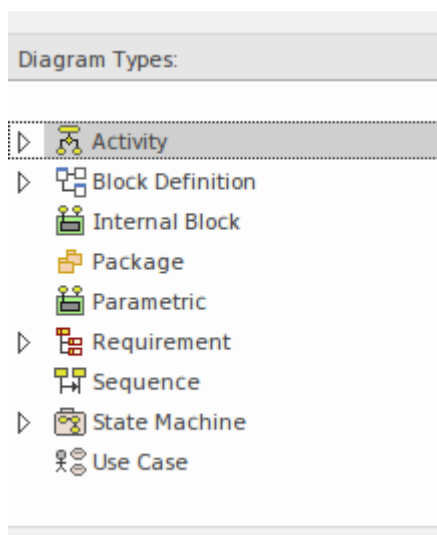 Diagram Types:
Activity
Block Definition
Internal Block
Package
Parametric
Requirement
Sequence
State Machine
Use Case